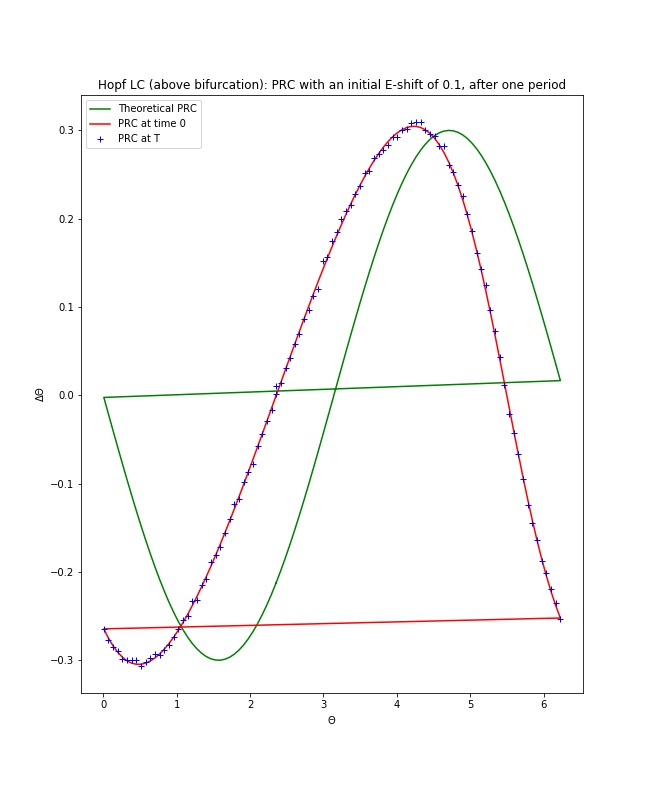 Hopf LC (above bifurcation): PRC with an initial E-shift of 0.1, after one period
Theoretical PRC
PRC at time 0
PRC at T
0.3
0.2
0.1
0.0
−0.1
−0.2
−0.3
ΔΘ
0 1 2 3 4 5 6
Θ